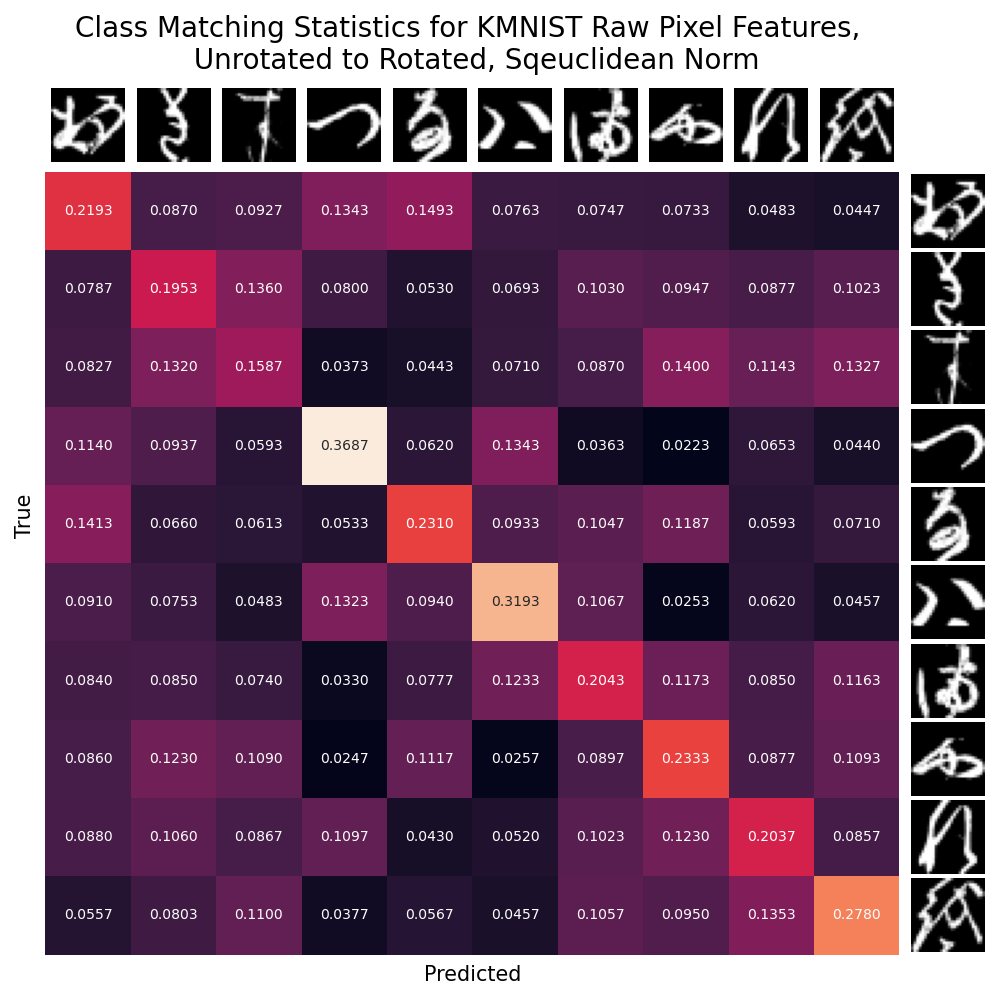 Class Matching Statistics for KMNIST Raw Pixel Features,
Unrotated to Rotated, Sqeuclidean Norm
つ ハ ほ ぬ
0.2193 0.0870 0.0927 0.1343 0.1493 0.0763 0.0747 0.0733 0.0483 0.0447
0.0787 0.1953 0.1360 0.0800 0.0530 0.0693 0.1030 0.0947 0.0877 0.1023
0.0827 0.1320 0.1587 0.0373 0.0443 0.0710 0.0870 0.1400 0.1143 0.1327
0.1140 0.0937 0.0593 0.3687 0.0620 0.1343 0.0363 0.0223 0.0653 0.0440
つ
0.1413 0.0660 0.0613 0.0533 0.2310 0.0933 0.1047 0.1187 0.0593 0.0710
0.0910 0.0753 0.0483 0.1323 0.0940 0.3193 0.1067 0.0253 0.0620 0.0457
ハ
0.0840 0.0850 0.0740 0.0330 0.0777 0.1233 0.2043 0.1173 0.0850 0.1163
ほ
0.0860 0.1230 0.1090 0.0247 0.1117 0.0257 0.0897 0.2333 0.0877 0.1093
ぬ
0.0880 0.1060 0.0867 0.1097 0.0430 0.0520 0.1023 0.1230 0.2037 0.0857
0.0557 0.0803 0.1100 0.0377 0.0567 0.0457 0.1057 0.0950 0.1353 0.2780
True
Predicted